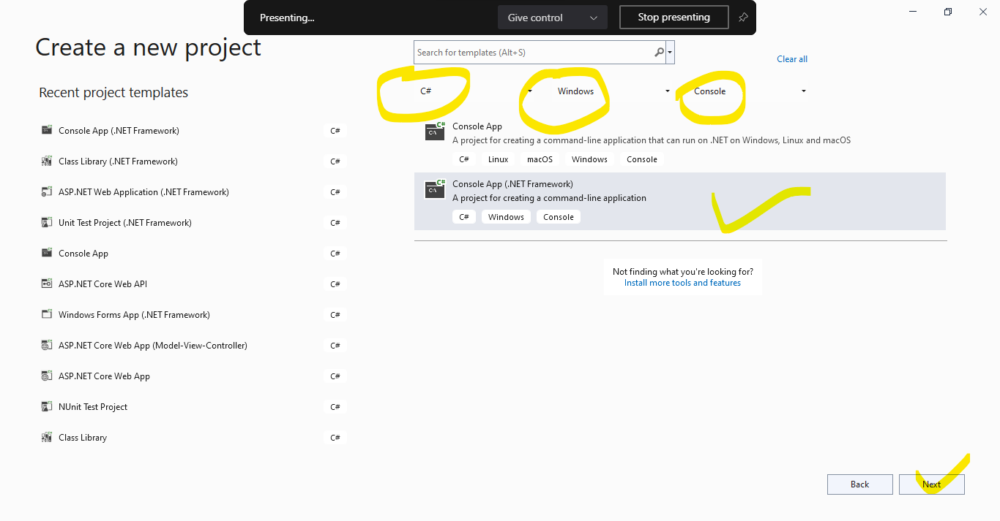 Presenting...
Give control
Stop presenting
Create a new project
Search for templates (Alt+S)
Clear all
C#
Windows
Console
Recent project templates
Console App (.NET Framework) C#
Class Library (.NET Framework) C#
ASP.NET Web Application (.NET Framework) C#
Unit Test Project (.NET Framework) C#
Console App C#
ASP.NET Core Web API C#
Windows Forms App (.NET Framework) C#
ASP.NET Core Web App (Model-View-Controller) C#
ASP.NET Core Web App C#
NUnit Test Project C#
Class Library C#
C#
C:\
Console App
A project for creating a command-line application that can run on .NET on Windows, Linux and macOS
C# Linux macOS Windows Console
C#
C:\
Console App (.NET Framework)
A project for creating a command-line application
C# Windows Console
Not finding what you're looking for?
Install more tools and features
Back
Next